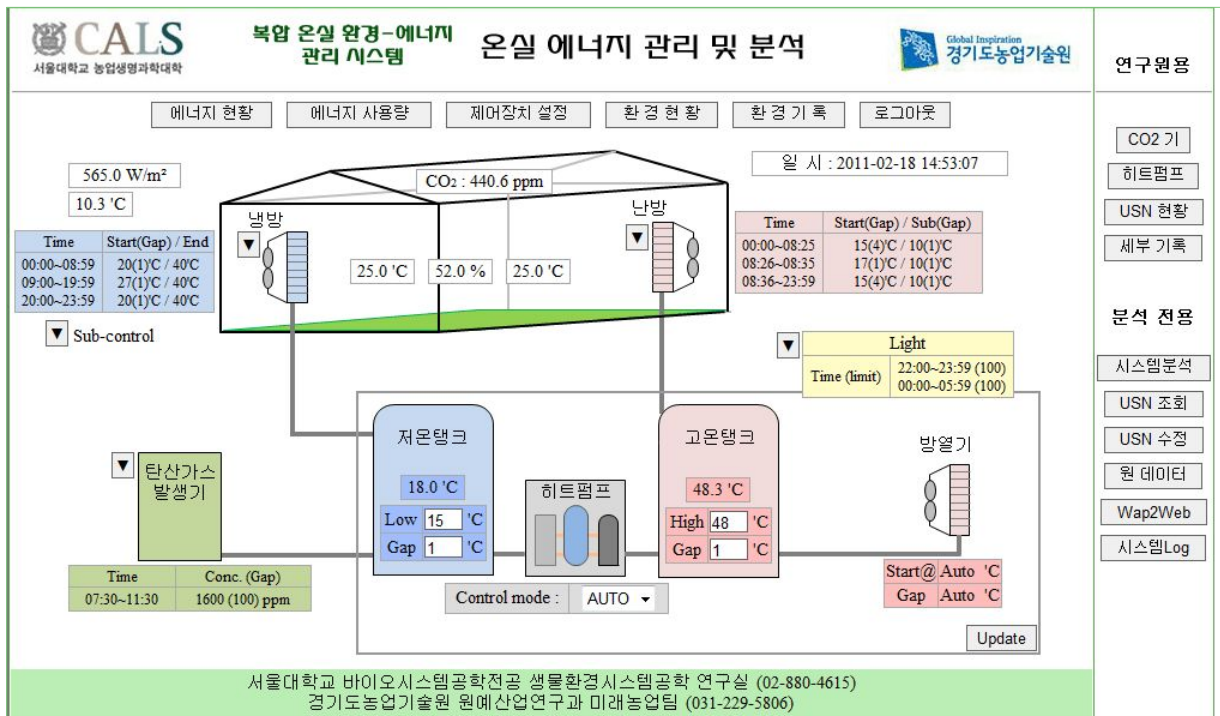 CALS
서울대학교 농업생명과학대학
복합 온실 환경-에너지
관리 시스템
온실 에너지 관리 및 분석
Global Inspiration
경기도농업기술원
연구원용
에너지 현황
에너지 사용량
제어장치 설정
환 경 현 황
환 경 기 록
로그아웃
CO2 기
히트펌프
USN 현황
세부 기록
분석 전용
시스템분석
USN 조회
USN 수정
원 데이터
Wap2Web
시스템Log
565.0 W/m²
10.3 'C
CO₂ : 440.6 ppm
일 시 : 2011-02-18 14:53:07
냉방
▼
난방
▼
Time Start(Gap) / End
00:00~08:59 20(1)'C / 40'C
09:00~19:59 27(1)'C / 40'C
20:00~23:59 20(1)'C / 40'C
25.0 'C
52.0 %
25.0 'C
Time Start(Gap) / Sub(Gap)
00:00~08:25 15(4)'C / 10(1)'C
08:26~08:35 17(1)'C / 10(1)'C
08:36~23:59 15(4)'C / 10(1)'C
▼ Sub-control
▼
Light
Time (limit) 22:00~23:59 (100)
00:00~05:59 (100)
▼
탄산가스
발생기
저온탱크
18.0 'C
Low 15 'C
Gap 1 'C
히트펌프
고온탱크
48.3 'C
High 48 'C
Gap 1 'C
방열기
Time Conc. (Gap)
07:30~11:30 1600 (100) ppm
Control mode : AUTO
Start@ Auto 'C
Gap Auto 'C
Update
서울대학교 바이오시스템공학전공 생물환경시스템공학 연구실 (02-880-4615)
경기도농업기술원 원예산업연구과 미래농업팀 (031-229-5806)